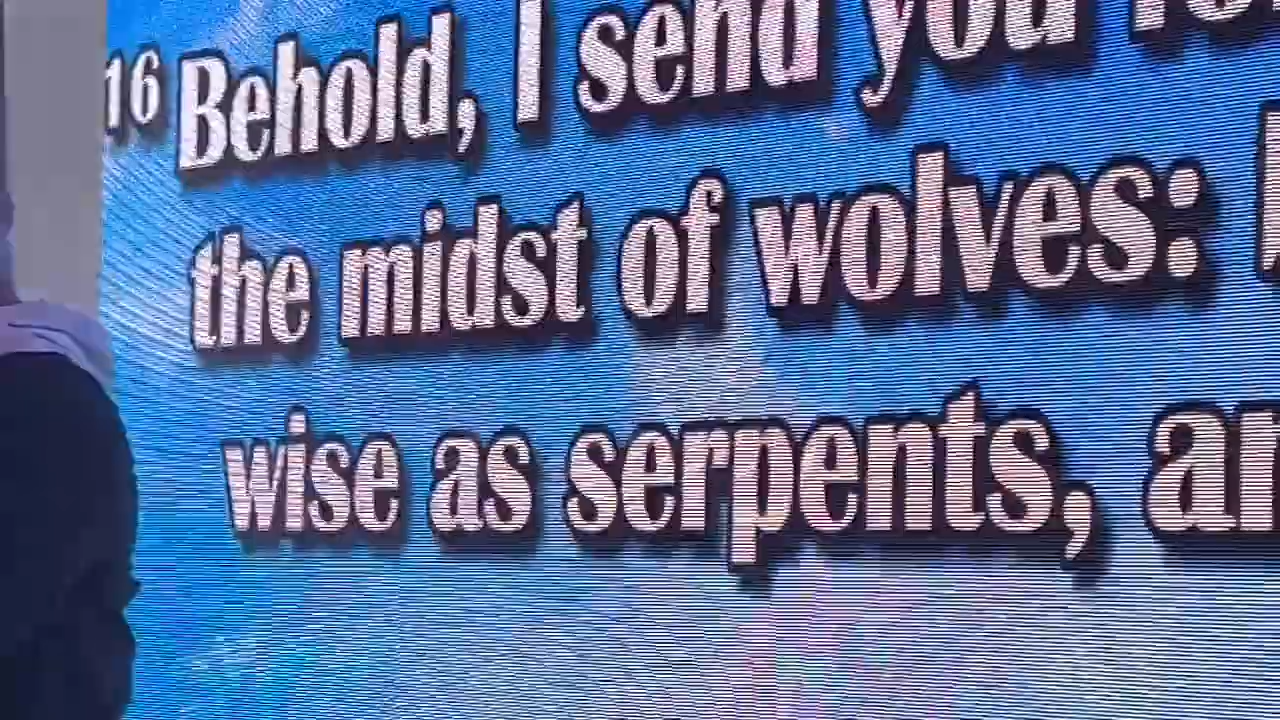 16 Behold, I send you
the midst of wolves:
wise as serpents,